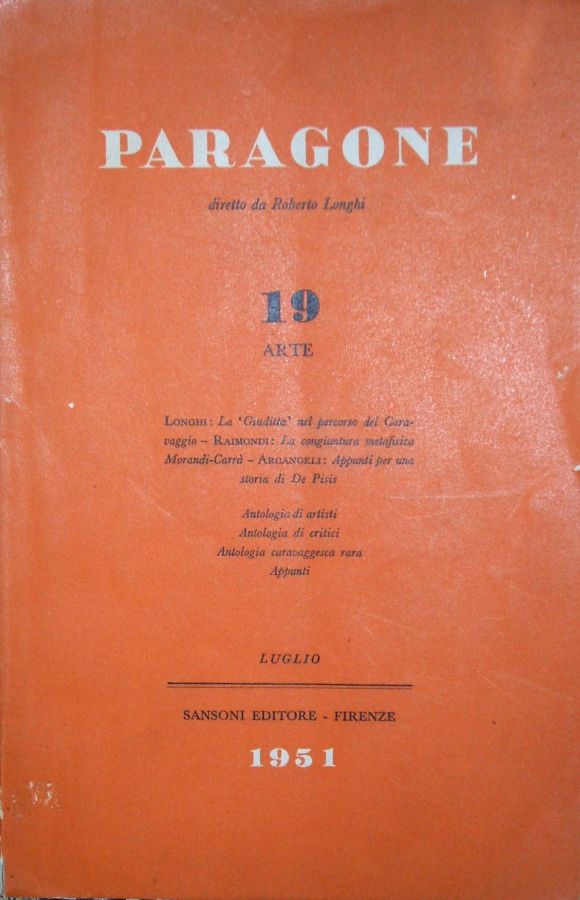 PARAGONE
diretto da Roberto Longhi
19
ARTE
LONGHI: La 'Giuditta' nel percorso del Cara-
vaggio – RAIMONDI: La congiuntura metafisica
Morandi-Carrà – ARCANGELI: Appunti per una
storia di De Pisis
Antologia di artisti
Antologia di critici
Antologia caravaggesca rara
Appunti
LUGLIO
SANSONI EDITORE - FIRENZE
1951